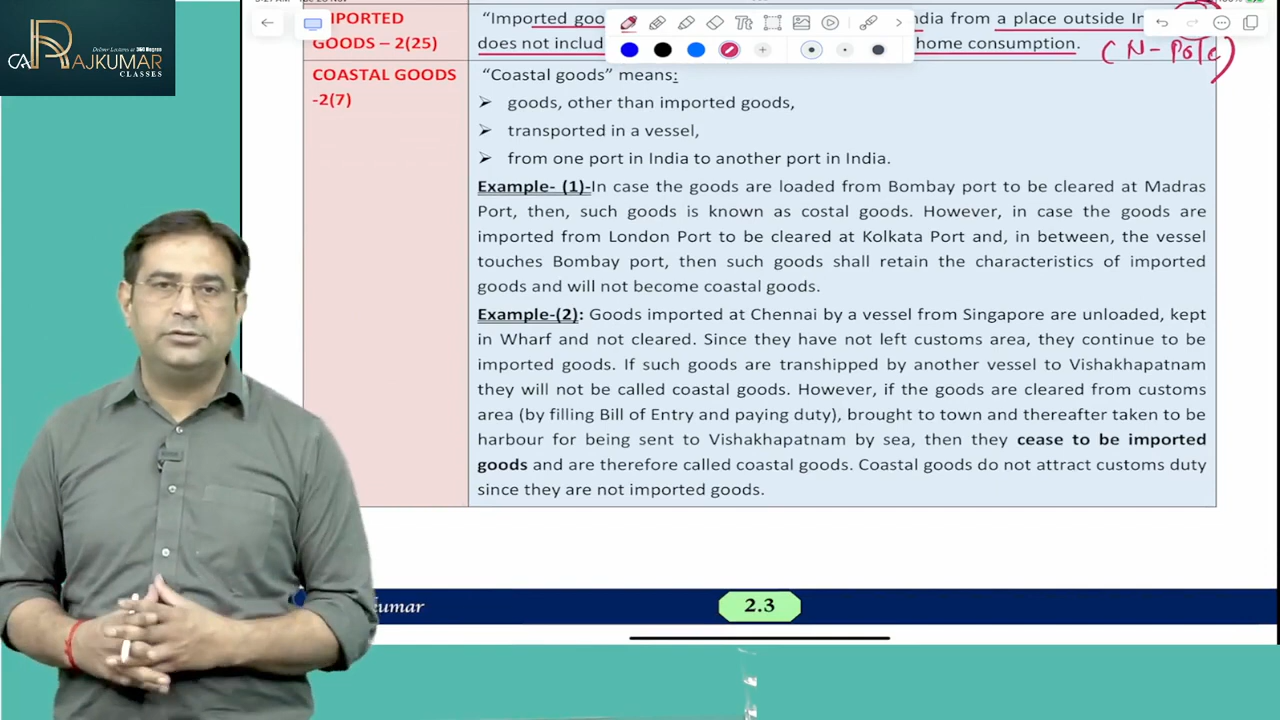 Deliver Lectures at 360 Degree
CA RAJKUMAR
CLASSES
IMPORTED
GOODS – 2(25)
“Imported goo
ndia from a place outside In
does not includ
home consumption.
(N-POTC)
COASTAL GOODS
-2(7)
“Coastal goods” means:
➢ goods, other than imported goods,
➢ transported in a vessel,
➢ from one port in India to another port in India.
Example- (1)-In case the goods are loaded from Bombay port to be cleared at Madras
Port, then, such goods is known as costal goods. However, in case the goods are
imported from London Port to be cleared at Kolkata Port and, in between, the vessel
touches Bombay port, then such goods shall retain the characteristics of imported
goods and will not become coastal goods.
Example-(2): Goods imported at Chennai by a vessel from Singapore are unloaded, kept
in Wharf and not cleared. Since they have not left customs area, they continue to be
imported goods. If such goods are transhipped by another vessel to Vishakhapatnam
they will not be called coastal goods. However, if the goods are cleared from customs
area (by filling Bill of Entry and paying duty), brought to town and thereafter taken to be
harbour for being sent to Vishakhapatnam by sea, then they cease to be imported
goods and are therefore called coastal goods. Coastal goods do not attract customs duty
since they are not imported goods.
kumar
2.3